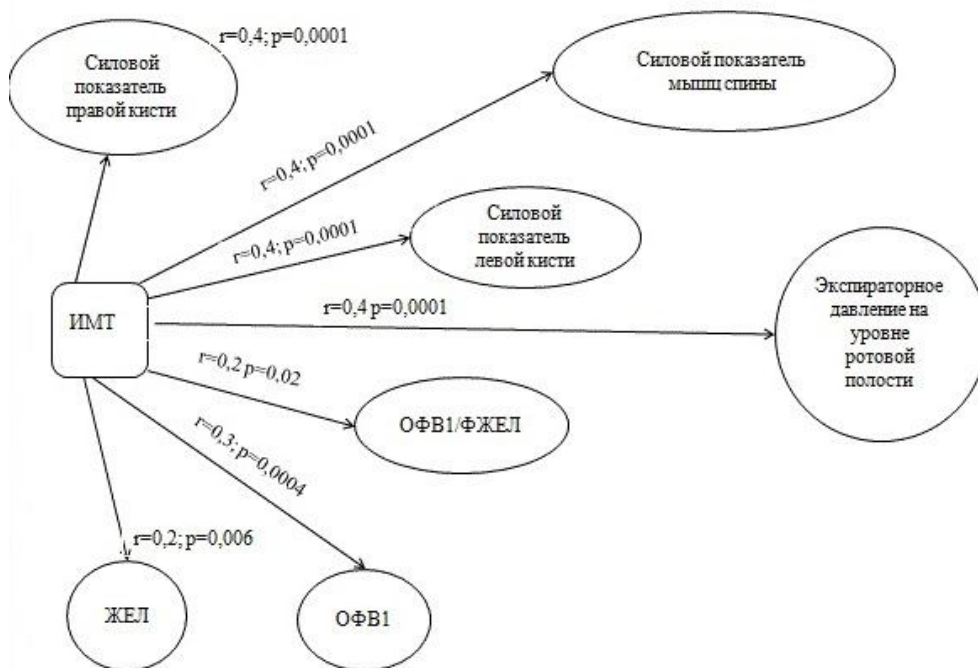 r=0,4; p=0,0001
Силовой
показатель
правой кисти
Силовой показатель
мышц спины
r=0,4; p=0,0001
Силовой
показатель
левой кисти
r=0,4; p=0,0001
Экспираторное
давление на
уровне
ротовой
полости
ИМТ
r=0,4 p=0,0001
r=0,2 p=0,02
ОФВ1/ФЖЕЛ
r=0,3; p=0,0004
r=0,2; p=0,006
ЖЕЛ
ОФВ1